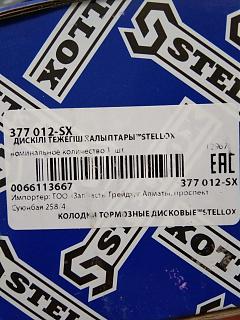 STELLOX
377 012-SX
ДИСКІЛІ ТЕЖЕГІШ ҚАЛЫПТАРЫ™STELLOX
номинальное количество 1 шт.
EAC
0066113667
377 012-SX
Импортер: ТОО «Запчасть Трейдер» Алматы, проспект
Суюнбая 258/4
КОЛОДКИ ТОРМОЗНЫЕ ДИСКОВЫЕ™STELLOX
STELLOX